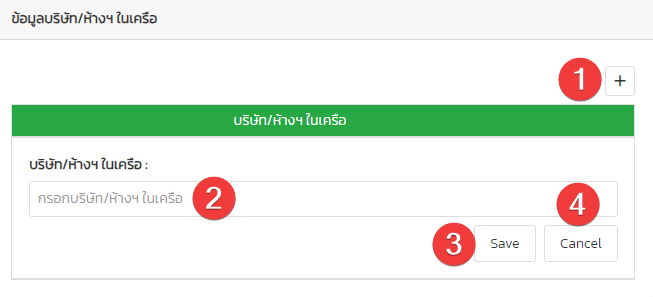 ข้อมูลบริษัท/ห้างฯ ในเครือ
1 +
บริษัท/ห้างฯ ในเครือ
บริษัท/ห้างฯ ในเครือ :
กรอกบริษัท/ห้างฯ ในเครือ 2 4
3 Save Cancel